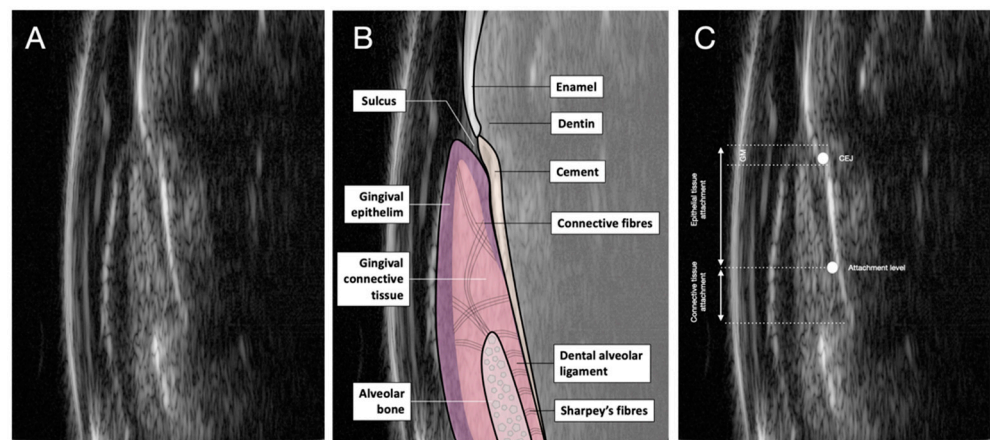 A
B
C
Enamel
Sulcus
Dentin
Cement
Gingival
epithelim
Connective fibres
Gingival
connective
tissue
Dental alveolar
ligament
Alveolar
bone
Sharpey's fibres
GM
CEJ
Epithelial tissue
attachment
Attachment level
Connective tissue
attachment